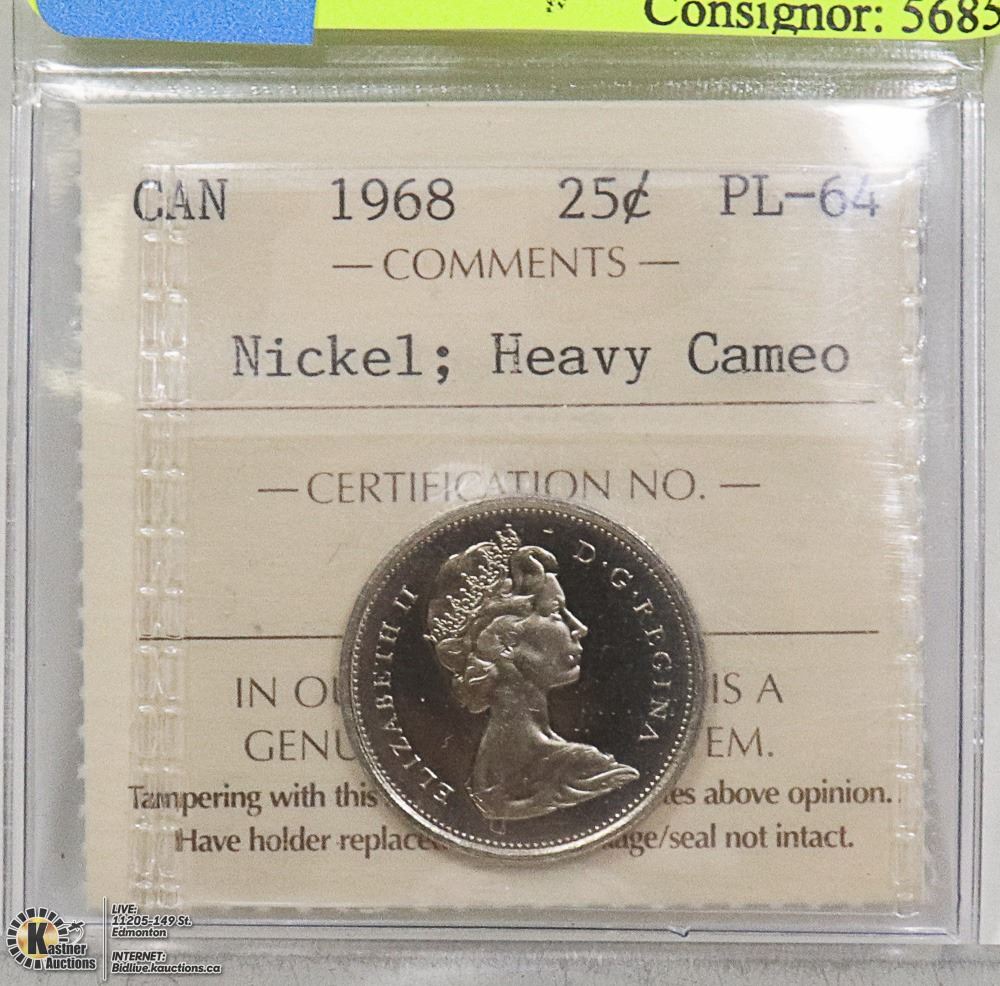 Consignor: 5685
CAN 1968 25¢ PL-64
— COMMENTS —
Nickel; Heavy Cameo
— CERTIFICATION NO. —
ELIZABETH II D·G·REGINA
IN OU IS A
GENU EM.
Tampering with this es above opinion.
Have holder replace age/seal not intact.
Kastner
Auctions
LIVE:
11205-149 St.
Edmonton
INTERNET:
Bidlive.kauctions.ca